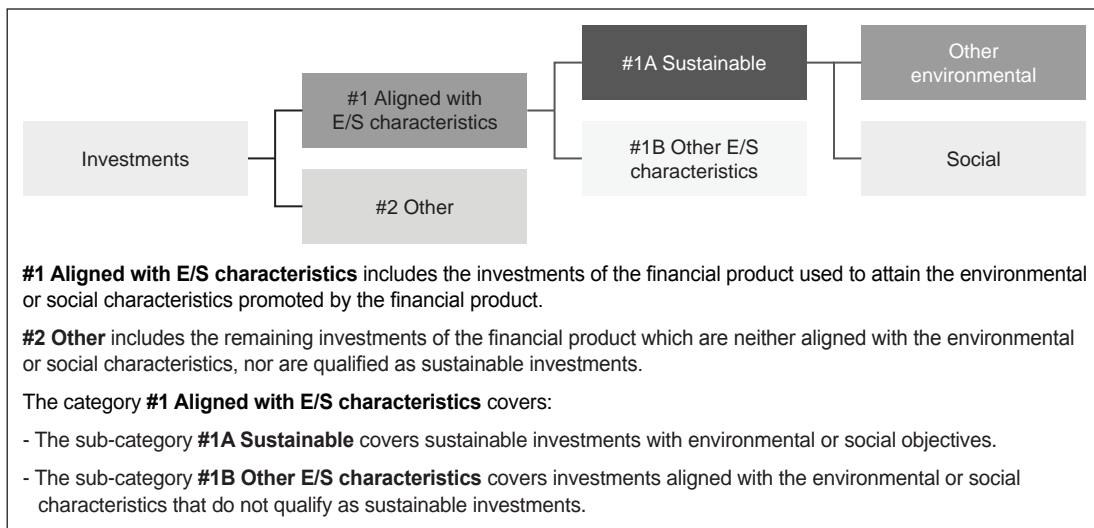 #1A Sustainable
Other
environmental
#1 Aligned with
E/S characteristics
Investments
#1B Other E/S
characteristics
Social
#2 Other
#1 Aligned with E/S characteristics includes the investments of the financial product used to attain the environmental
or social characteristics promoted by the financial product.
#2 Other includes the remaining investments of the financial product which are neither aligned with the environmental
or social characteristics, nor are qualified as sustainable investments.
The category #1 Aligned with E/S characteristics covers:
- The sub-category #1A Sustainable covers sustainable investments with environmental or social objectives.
- The sub-category #1B Other E/S characteristics covers investments aligned with the environmental or social
characteristics that do not qualify as sustainable investments.